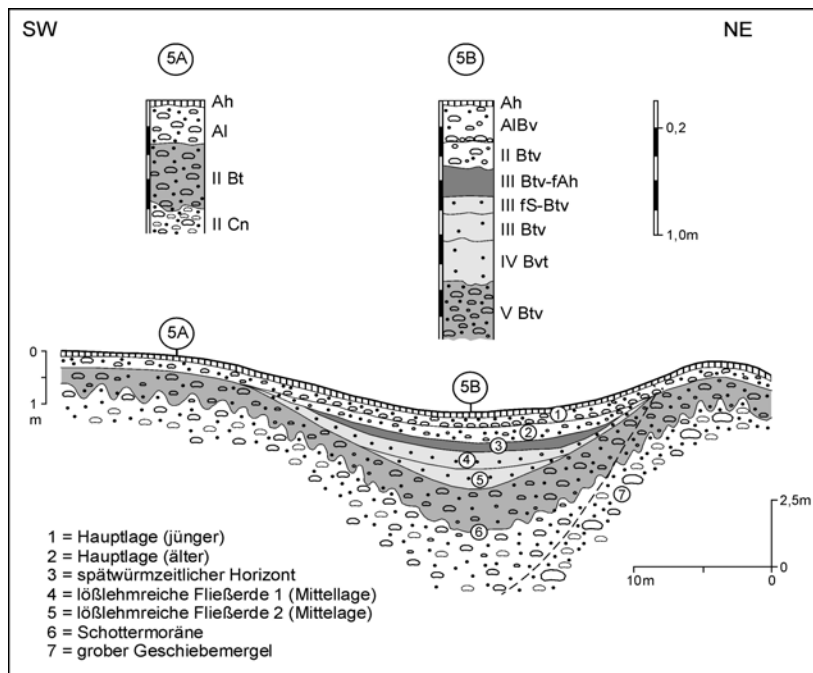 SW
NE
5A
5B
Ah
Al
II Bt
II Cn
Ah
AlBv
II Btv
III Btv-fAh
III fS-Btv
III Btv
IV Bvt
V Btv
0,2
1,0m
5A
5B
0
1
m
1
2
3
4
5
6
7
2,5m
0
10m
0
1 = Hauptlage (jünger)
2 = Hauptlage (älter)
3 = spätwürmzeitlicher Horizont
4 = lößlehmreiche Fließerde 1 (Mittellage)
5 = lößlehmreiche Fließerde 2 (Mittelage)
6 = Schottermoräne
7 = grober Geschiebemergel